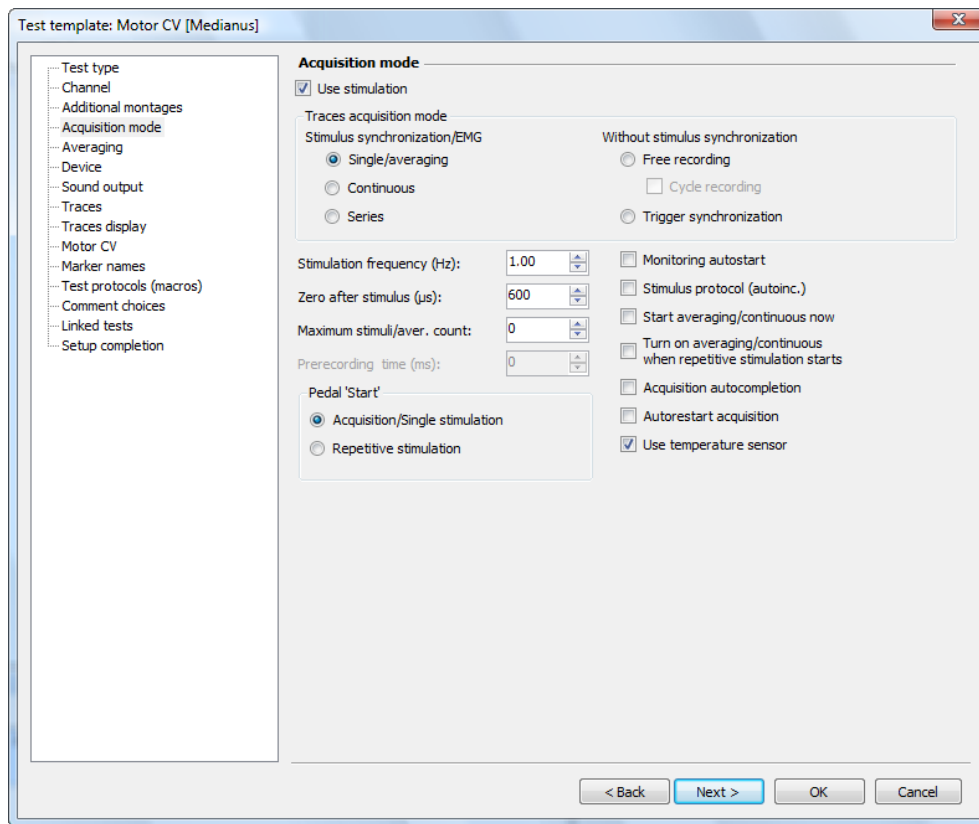 Test template: Motor CV [Medianus]
Test type
Channel
Additional montages
Acquisition mode
Averaging
Device
Sound output
Traces
Traces display
Motor CV
Marker names
Test protocols (macros)
Comment choices
Linked tests
Setup completion
Acquisition mode
Use stimulation
Traces acquisition mode
Stimulus synchronization/EMG
Single/averaging
Continuous
Series
Without stimulus synchronization
Free recording
Cycle recording
Trigger synchronization
Stimulation frequency (Hz): 1.00
Zero after stimulus (µs): 600
Maximum stimuli/aver. count: 0
Prerecording time (ms): 0
Pedal 'Start'
Acquisition/Single stimulation
Repetitive stimulation
Monitoring autostart
Stimulus protocol (autoinc.)
Start averaging/continuous now
Turn on averaging/continuous
when repetitive stimulation starts
Acquisition autocompletion
Autorestart acquisition
Use temperature sensor
< Back
Next >
OK
Cancel